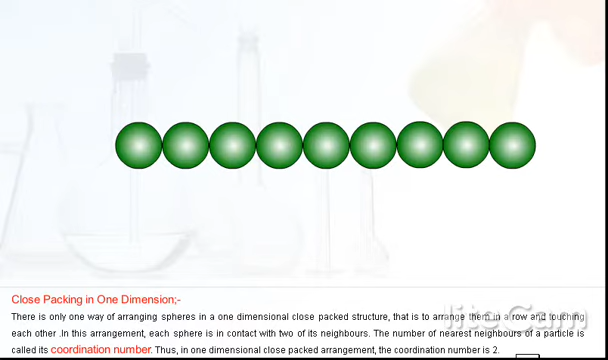 Close Packing in One Dimension;-
There is only one way of arranging spheres in a one dimensional close packed structure, that is to arrange them in a row and touching
each other .In this arrangement, each sphere is in contact with two of its neighbours. The number of nearest neighbours of a particle is
called its coordination number. Thus, in one dimensional close packed arrangement, the coordination number is 2.
liteCam